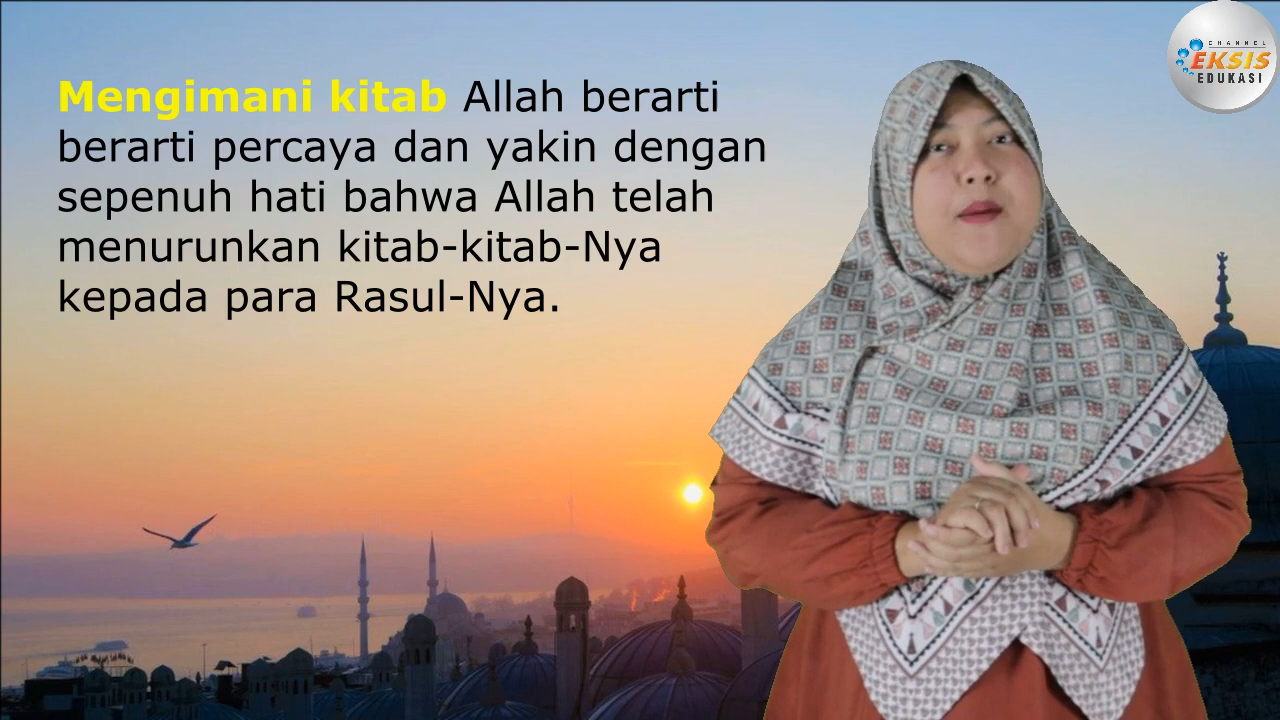 Mengimani kitab Allah berarti
berarti percaya dan yakin dengan
sepenuh hati bahwa Allah telah
menurunkan kitab-kitab-Nya
kepada para Rasul-Nya.
CHANNEL
EKSIS
EDUKASI